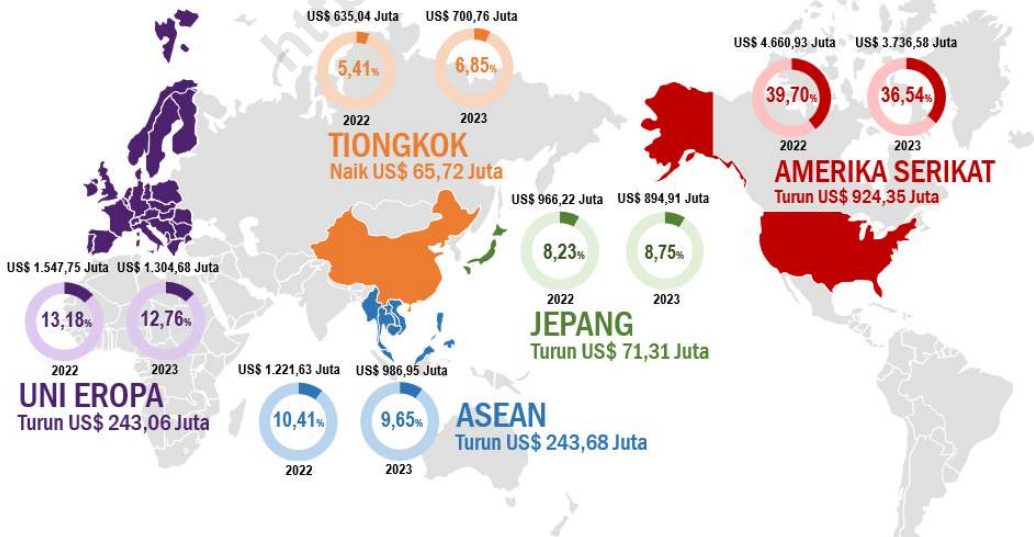 US$ 635,04 Juta
US$ 700,76 Juta
5,41%
6,85%
2022
2023
TIONGKOK
Naik US$ 65,72 Juta
US$ 4.660,93 Juta
US$ 3.736,58 Juta
39,70%
36,54%
2022
2023
AMERIKA SERIKAT
Turun US$ 924,35 Juta
US$ 966,22 Juta
US$ 894,91 Juta
8,23%
8,75%
2022
2023
JEPANG
Turun US$ 71,31 Juta
US$ 1.547,75 Juta
US$ 1.304,68 Juta
13,18%
12,76%
2022
2023
UNI EROPA
Turun US$ 243,06 Juta
US$ 1.221,63 Juta
US$ 986,95 Juta
10,41%
9,65%
2022
2023
ASEAN
Turun US$ 243,68 Juta